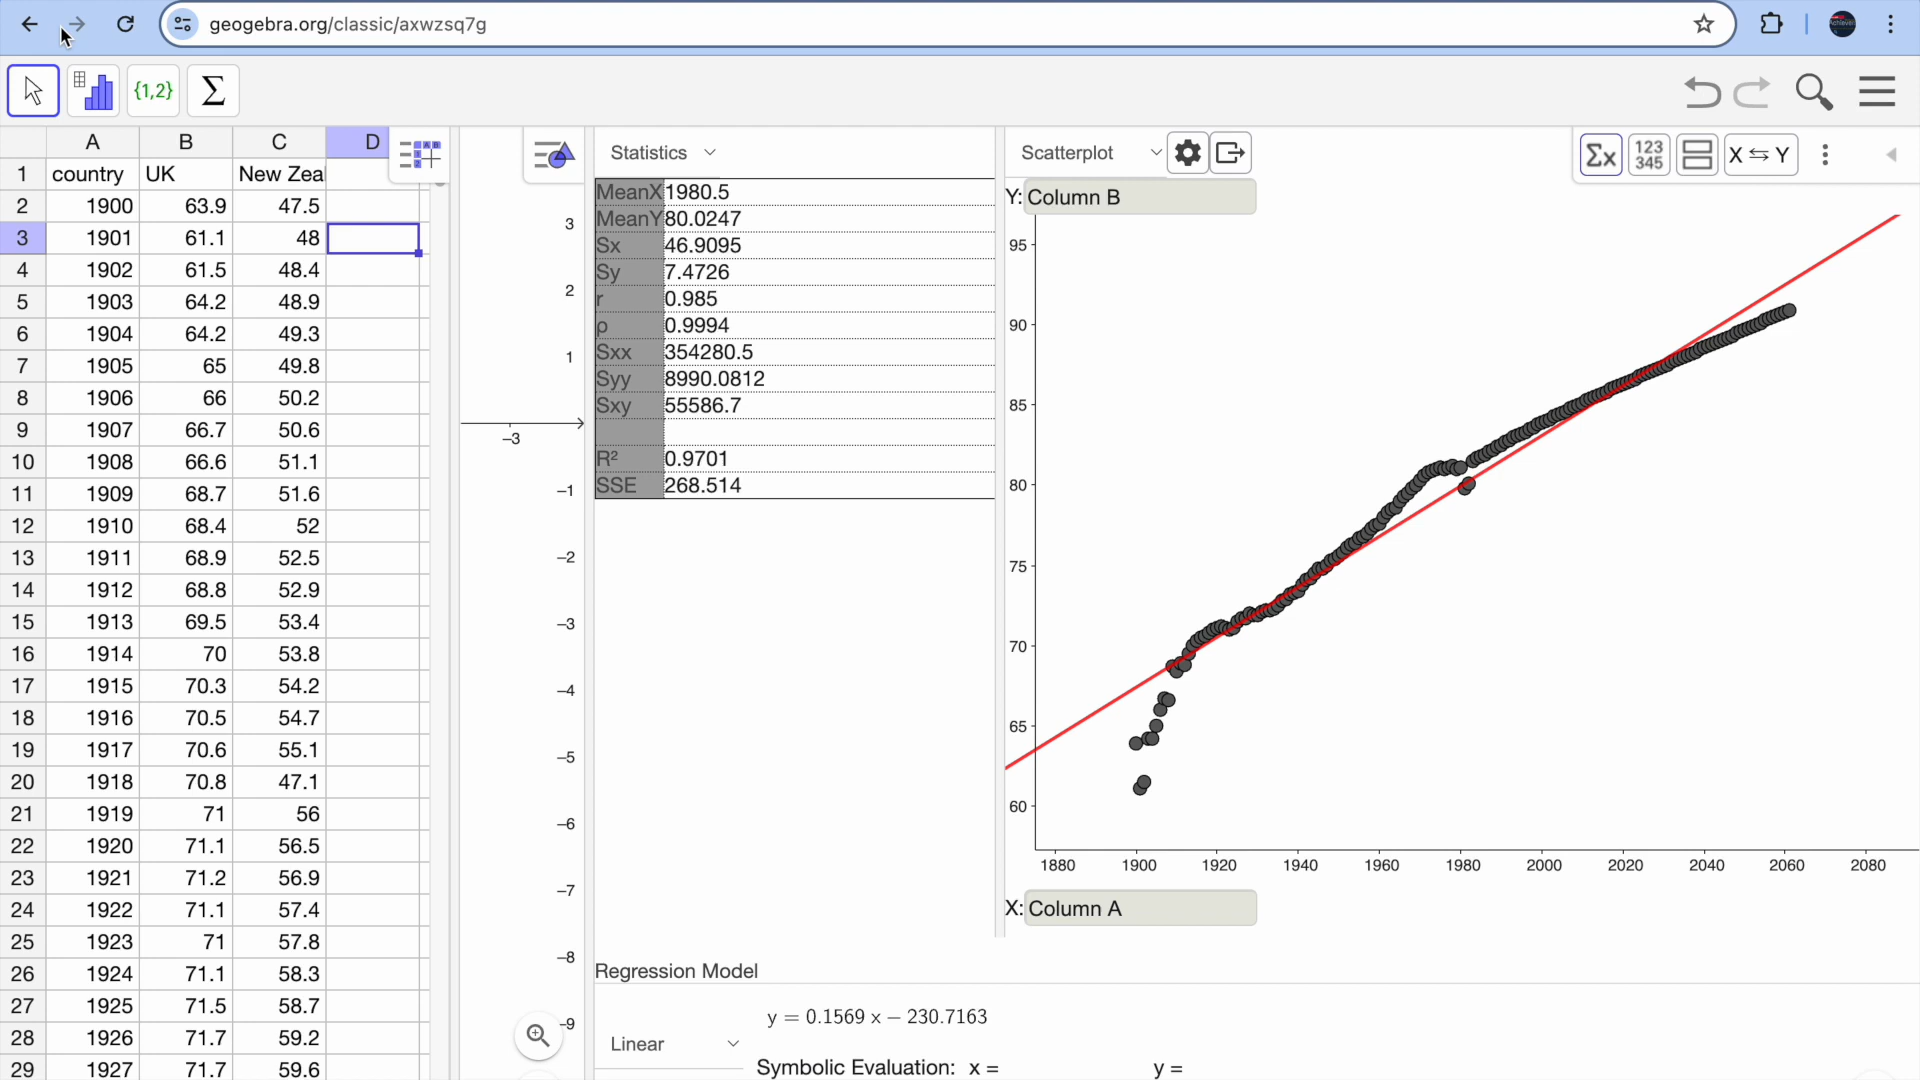 geogebra.org/classic/axwzsq7g
{1,2} Σ
A B C D
1 country UK New Zea
2 1900 63.9 47.5
3 1901 61.1 48
4 1902 61.5 48.4
5 1903 64.2 48.9
6 1904 64.2 49.3
7 1905 65 49.8
8 1906 66 50.2
9 1907 66.7 50.6
10 1908 66.6 51.1
11 1909 68.7 51.6
12 1910 68.4 52
13 1911 68.9 52.5
14 1912 68.8 52.9
15 1913 69.5 53.4
16 1914 70 53.8
17 1915 70.3 54.2
18 1916 70.5 54.7
19 1917 70.6 55.1
20 1918 70.8 47.1
21 1919 71 56
22 1920 71.1 56.5
23 1921 71.2 56.9
24 1922 71.1 57.4
25 1923 71 57.8
26 1924 71.1 58.3
27 1925 71.5 58.7
28 1926 71.7 59.2
29 1927 71.7 59.6
3
2
1
–3
–1
–2
–3
–4
–5
–6
–7
–8
–9
Statistics
MeanX 1980.5
MeanY 80.0247
Sx 46.9095
Sy 7.4726
r 0.985
ρ 0.9994
Sxx 354280.5
Syy 8990.0812
Sxy 55586.7
R² 0.9701
SSE 268.514
Scatterplot
Σx 123 345 X ⇆ Y
Y: Column B
95
90
85
80
75
70
65
60
1880 1900 1920 1940 1960 1980 2000 2020 2040 2060 2080
X: Column A
Regression Model
y = 0.1569 x − 230.7163
Linear
Symbolic Evaluation: x = y =